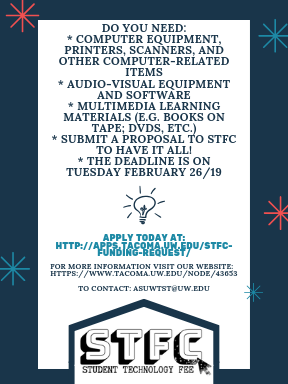 DO YOU NEED:
* COMPUTER EQUIPMENT,
PRINTERS, SCANNERS, AND
OTHER COMPUTER-RELATED
ITEMS
* AUDIO-VISUAL EQUIPMENT
AND SOFTWARE
* MULTIMEDIA LEARNING
MATERIALS (E.G. BOOKS ON
TAPE; DVDS, ETC.)
* SUBMIT A PROPOSAL TO STFC
TO HAVE IT ALL!
* THE DEADLINE IS ON
TUESDAY FEBRUARY 26/19
APPLY TODAY AT:
HTTP://APPS.TACOMA.UW.EDU/STFC-
FUNDING-REQUEST/
FOR MORE INFORMATION VISIT OUR WEBSITE:
HTTPS://WWW.TACOMA.UW.EDU/NODE/43653
TO CONTACT: ASUWTST@UW.EDU
STFC
STUDENT TECHNOLOGY FEE